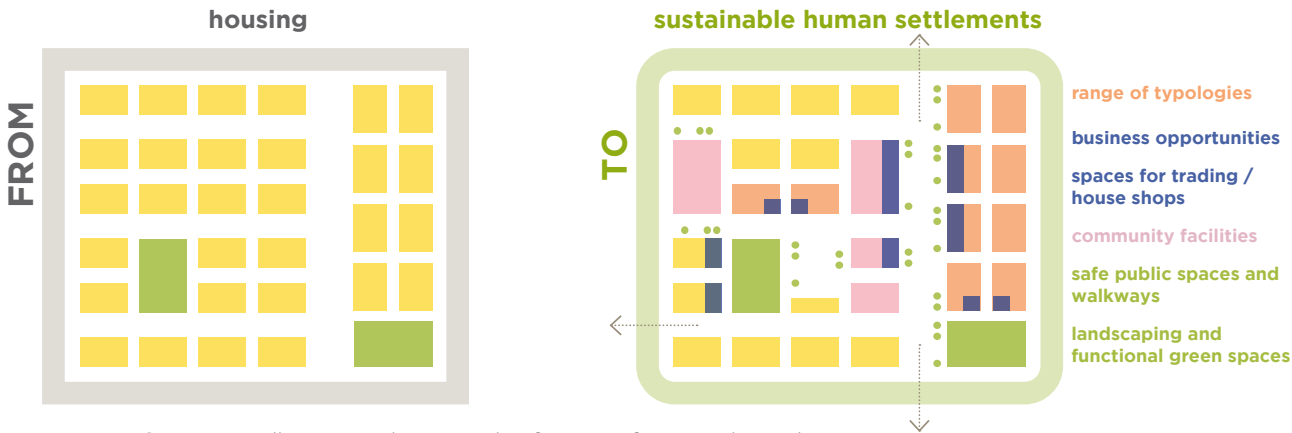 housing
sustainable human settlements
FROM
TO
range of typologies
business opportunities
spaces for trading /
house shops
community facilities
safe public spaces and
walkways
landscaping and
functional green spaces